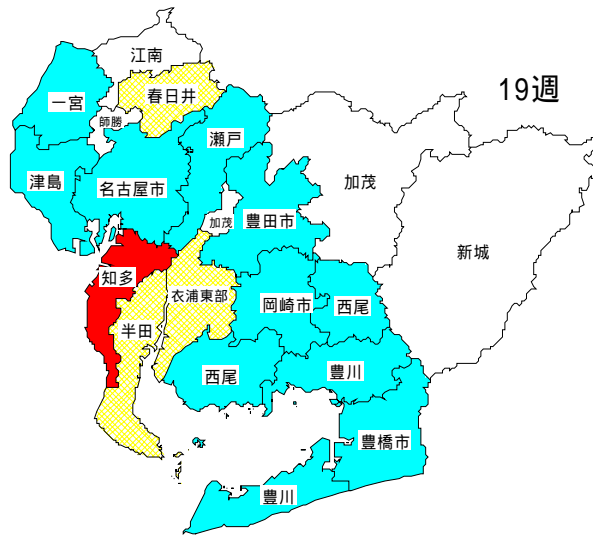 江南
19週
春日井
一宮
師勝
瀬戸
津島
名古屋市
加茂
加茂
豊田市
新城
知多
衣浦東部
岡崎市
西尾
半田
西尾
豊川
豊橋市
豊川